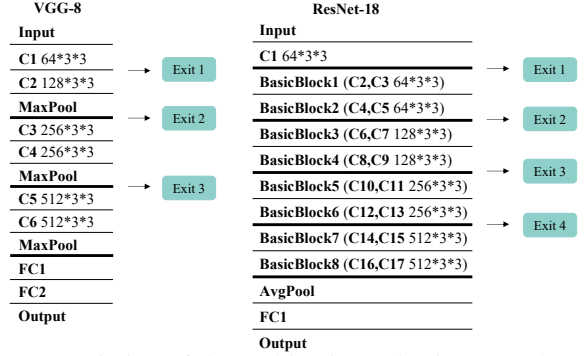 VGG-8
Input
C1 64*3*3
C2 128*3*3
MaxPool
C3 256*3*3
C4 256*3*3
MaxPool
C5 512*3*3
C6 512*3*3
MaxPool
FC1
FC2
Output
Exit 1
Exit 2
Exit 3
ResNet-18
Input
C1 64*3*3
BasicBlock1 (C2,C3 64*3*3)
BasicBlock2 (C4,C5 64*3*3)
BasicBlock3 (C6,C7 128*3*3)
BasicBlock4 (C8,C9 128*3*3)
BasicBlock5 (C10,C11 256*3*3)
BasicBlock6 (C12,C13 256*3*3)
BasicBlock7 (C14,C15 512*3*3)
BasicBlock8 (C16,C17 512*3*3)
AvgPool
FC1
Output
Exit 1
Exit 2
Exit 3
Exit 4